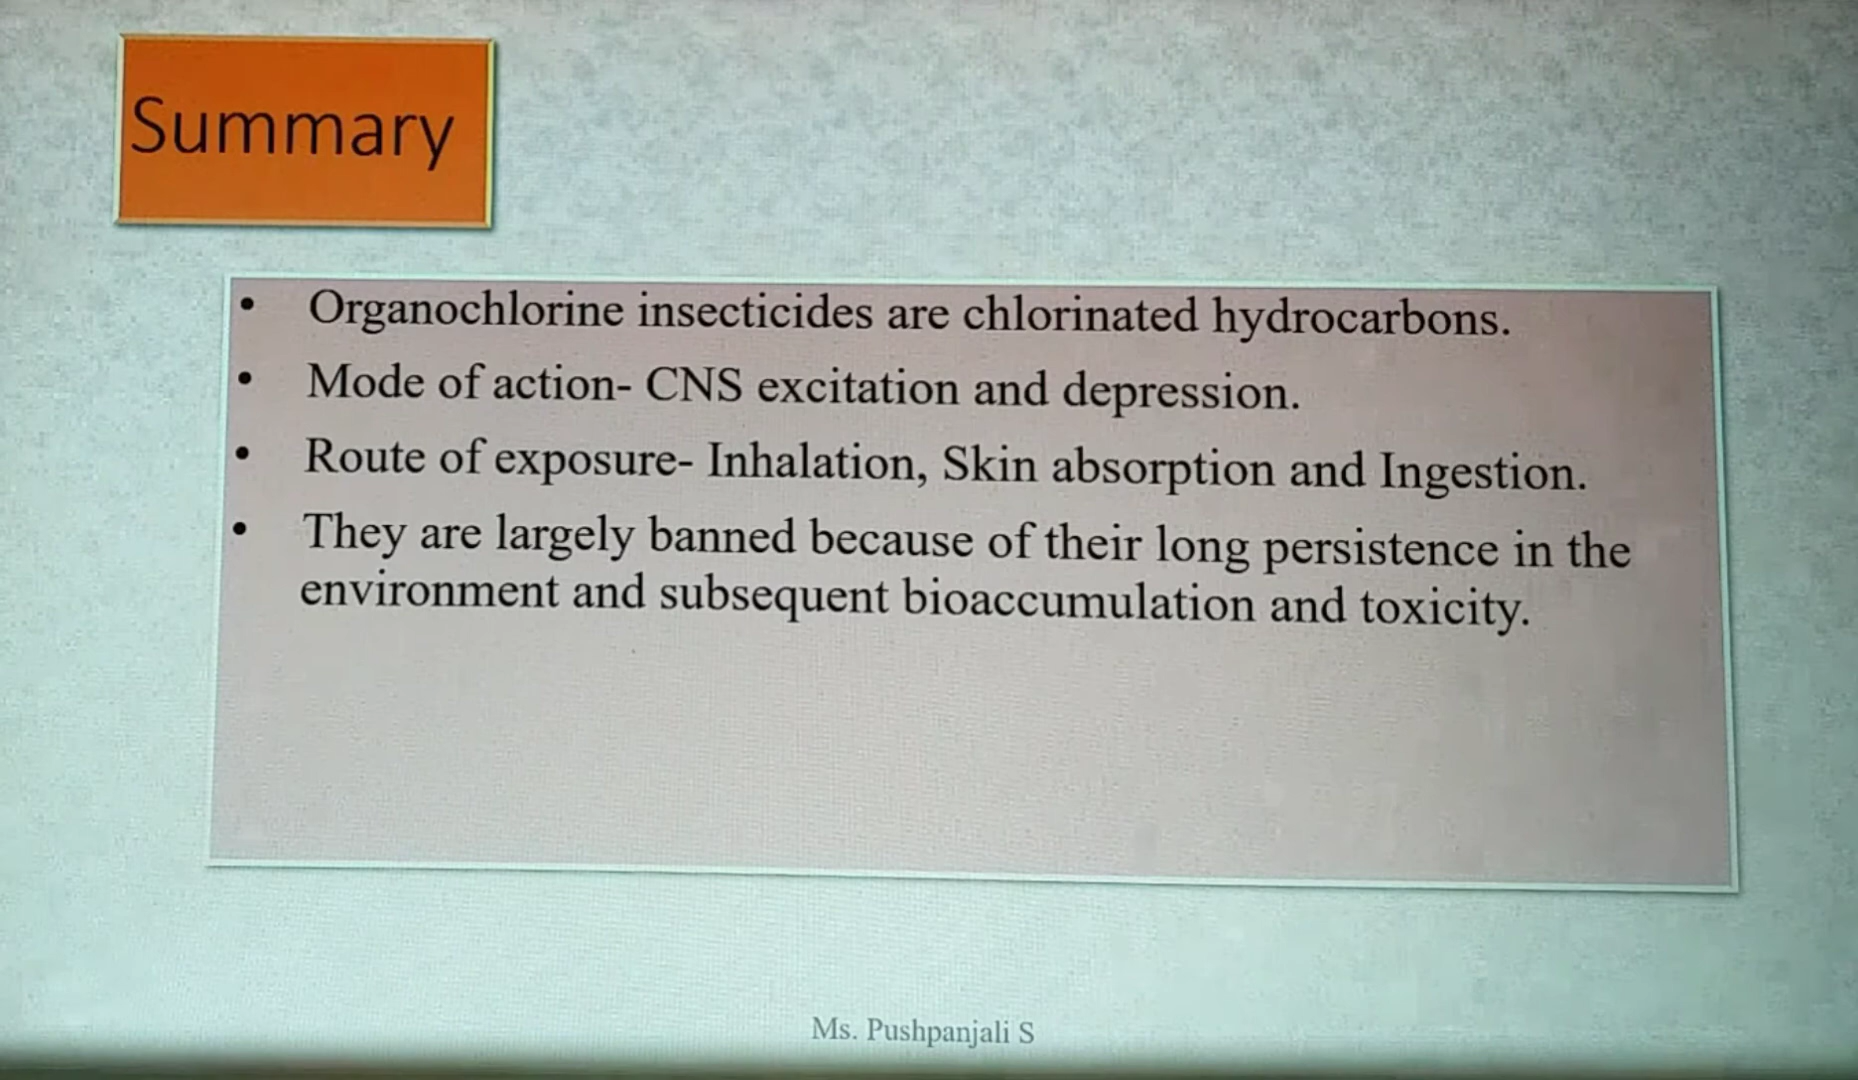 Summary
• Organochlorine insecticides are chlorinated hydrocarbons.
• Mode of action- CNS excitation and depression.
• Route of exposure- Inhalation, Skin absorption and Ingestion.
• They are largely banned because of their long persistence in the
environment and subsequent bioaccumulation and toxicity.
Ms. Pushpanjali S